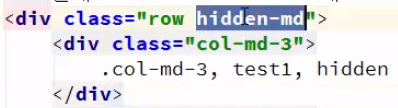 <div class="row hidden-md">
<div class="col-md-3">
.col-md-3, test1, hidden
</div>